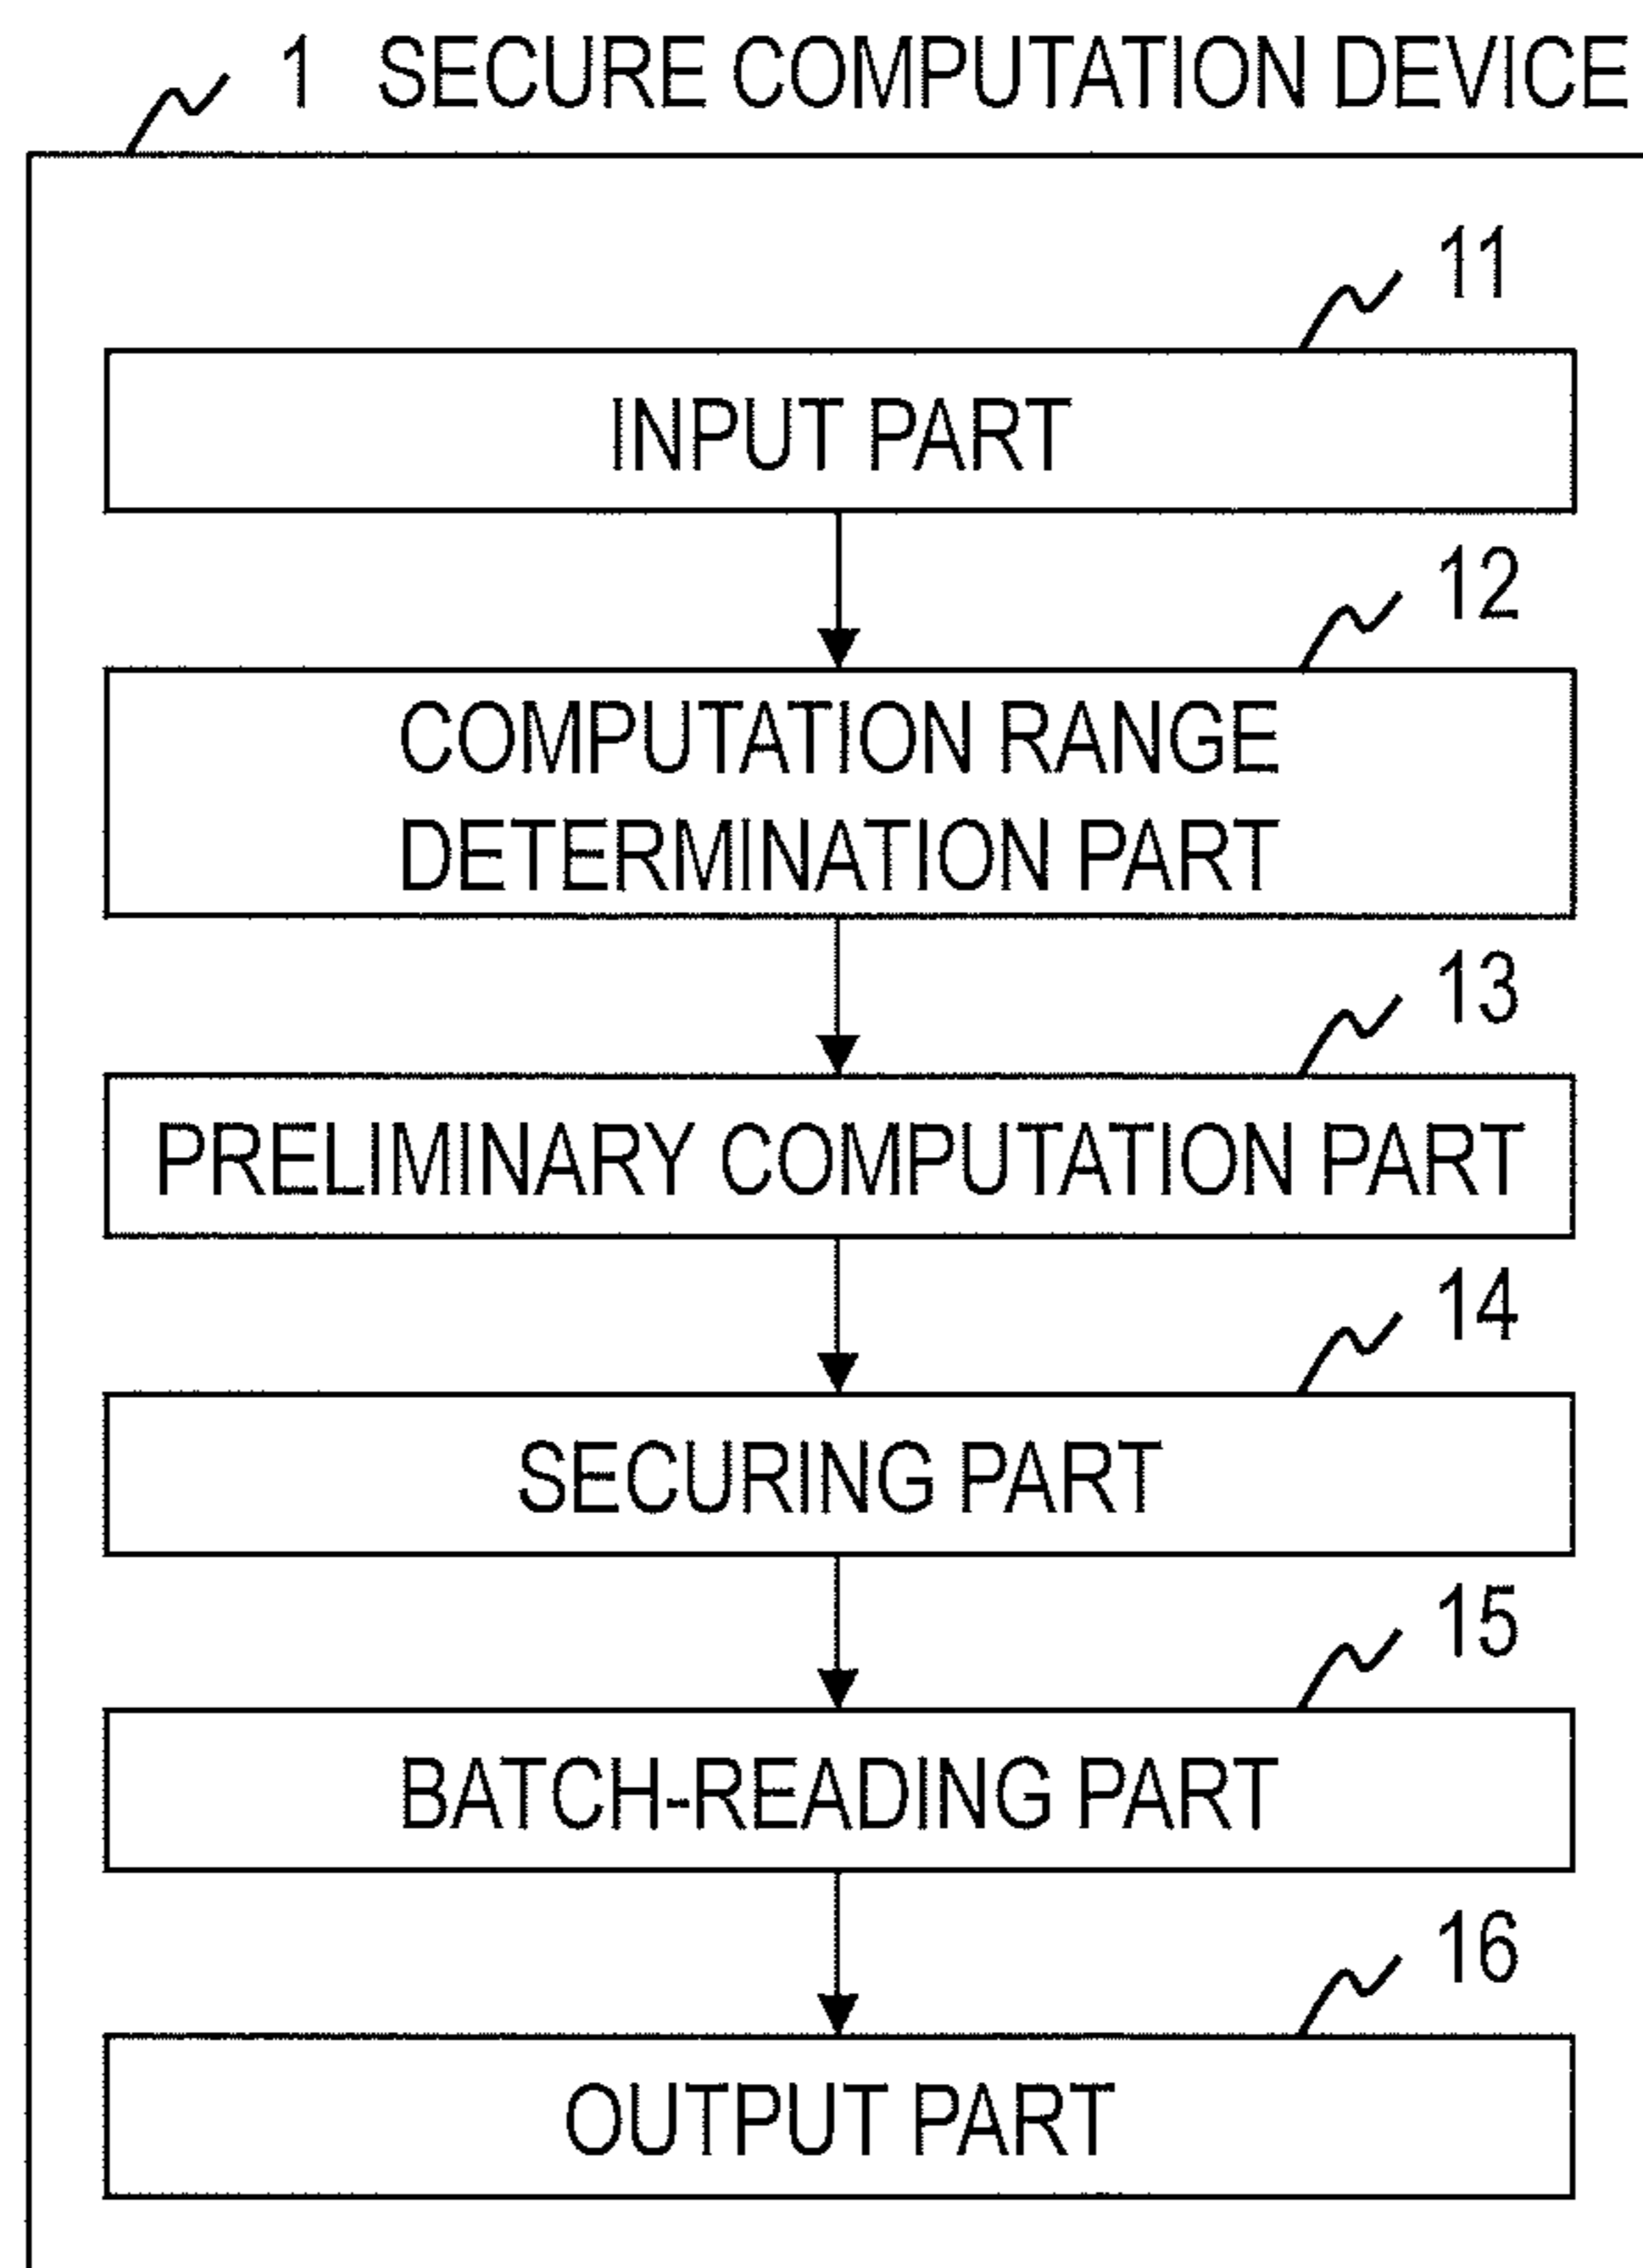 1 SECURE COMPUTATION DEVICE
11
INPUT PART
12
COMPUTATION RANGE
DETERMINATION PART
13
PRELIMINARY COMPUTATION PART
14
SECURING PART
15
BATCH-READING PART
16
OUTPUT PART